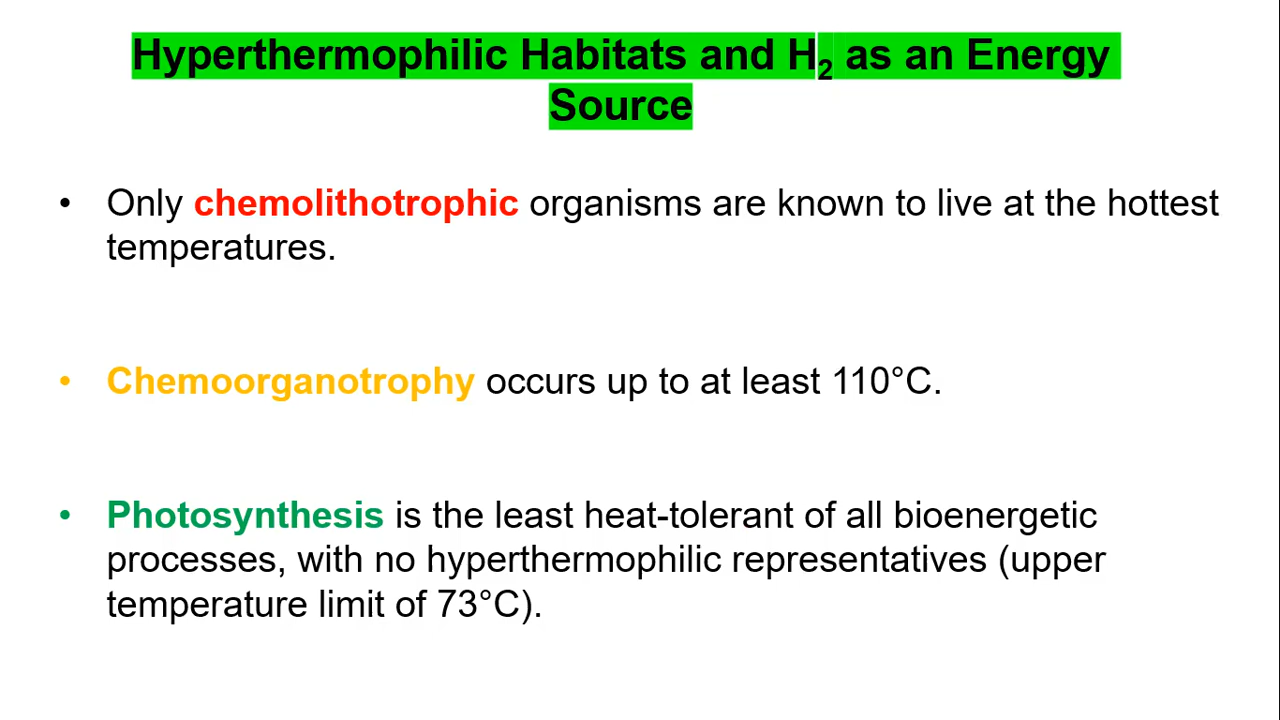 Hyperthermophilic Habitats and H₂ as an Energy
Source
• Only chemolithotrophic organisms are known to live at the hottest
temperatures.
• Chemoorganotrophy occurs up to at least 110°C.
• Photosynthesis is the least heat-tolerant of all bioenergetic
processes, with no hyperthermophilic representatives (upper
temperature limit of 73°C).